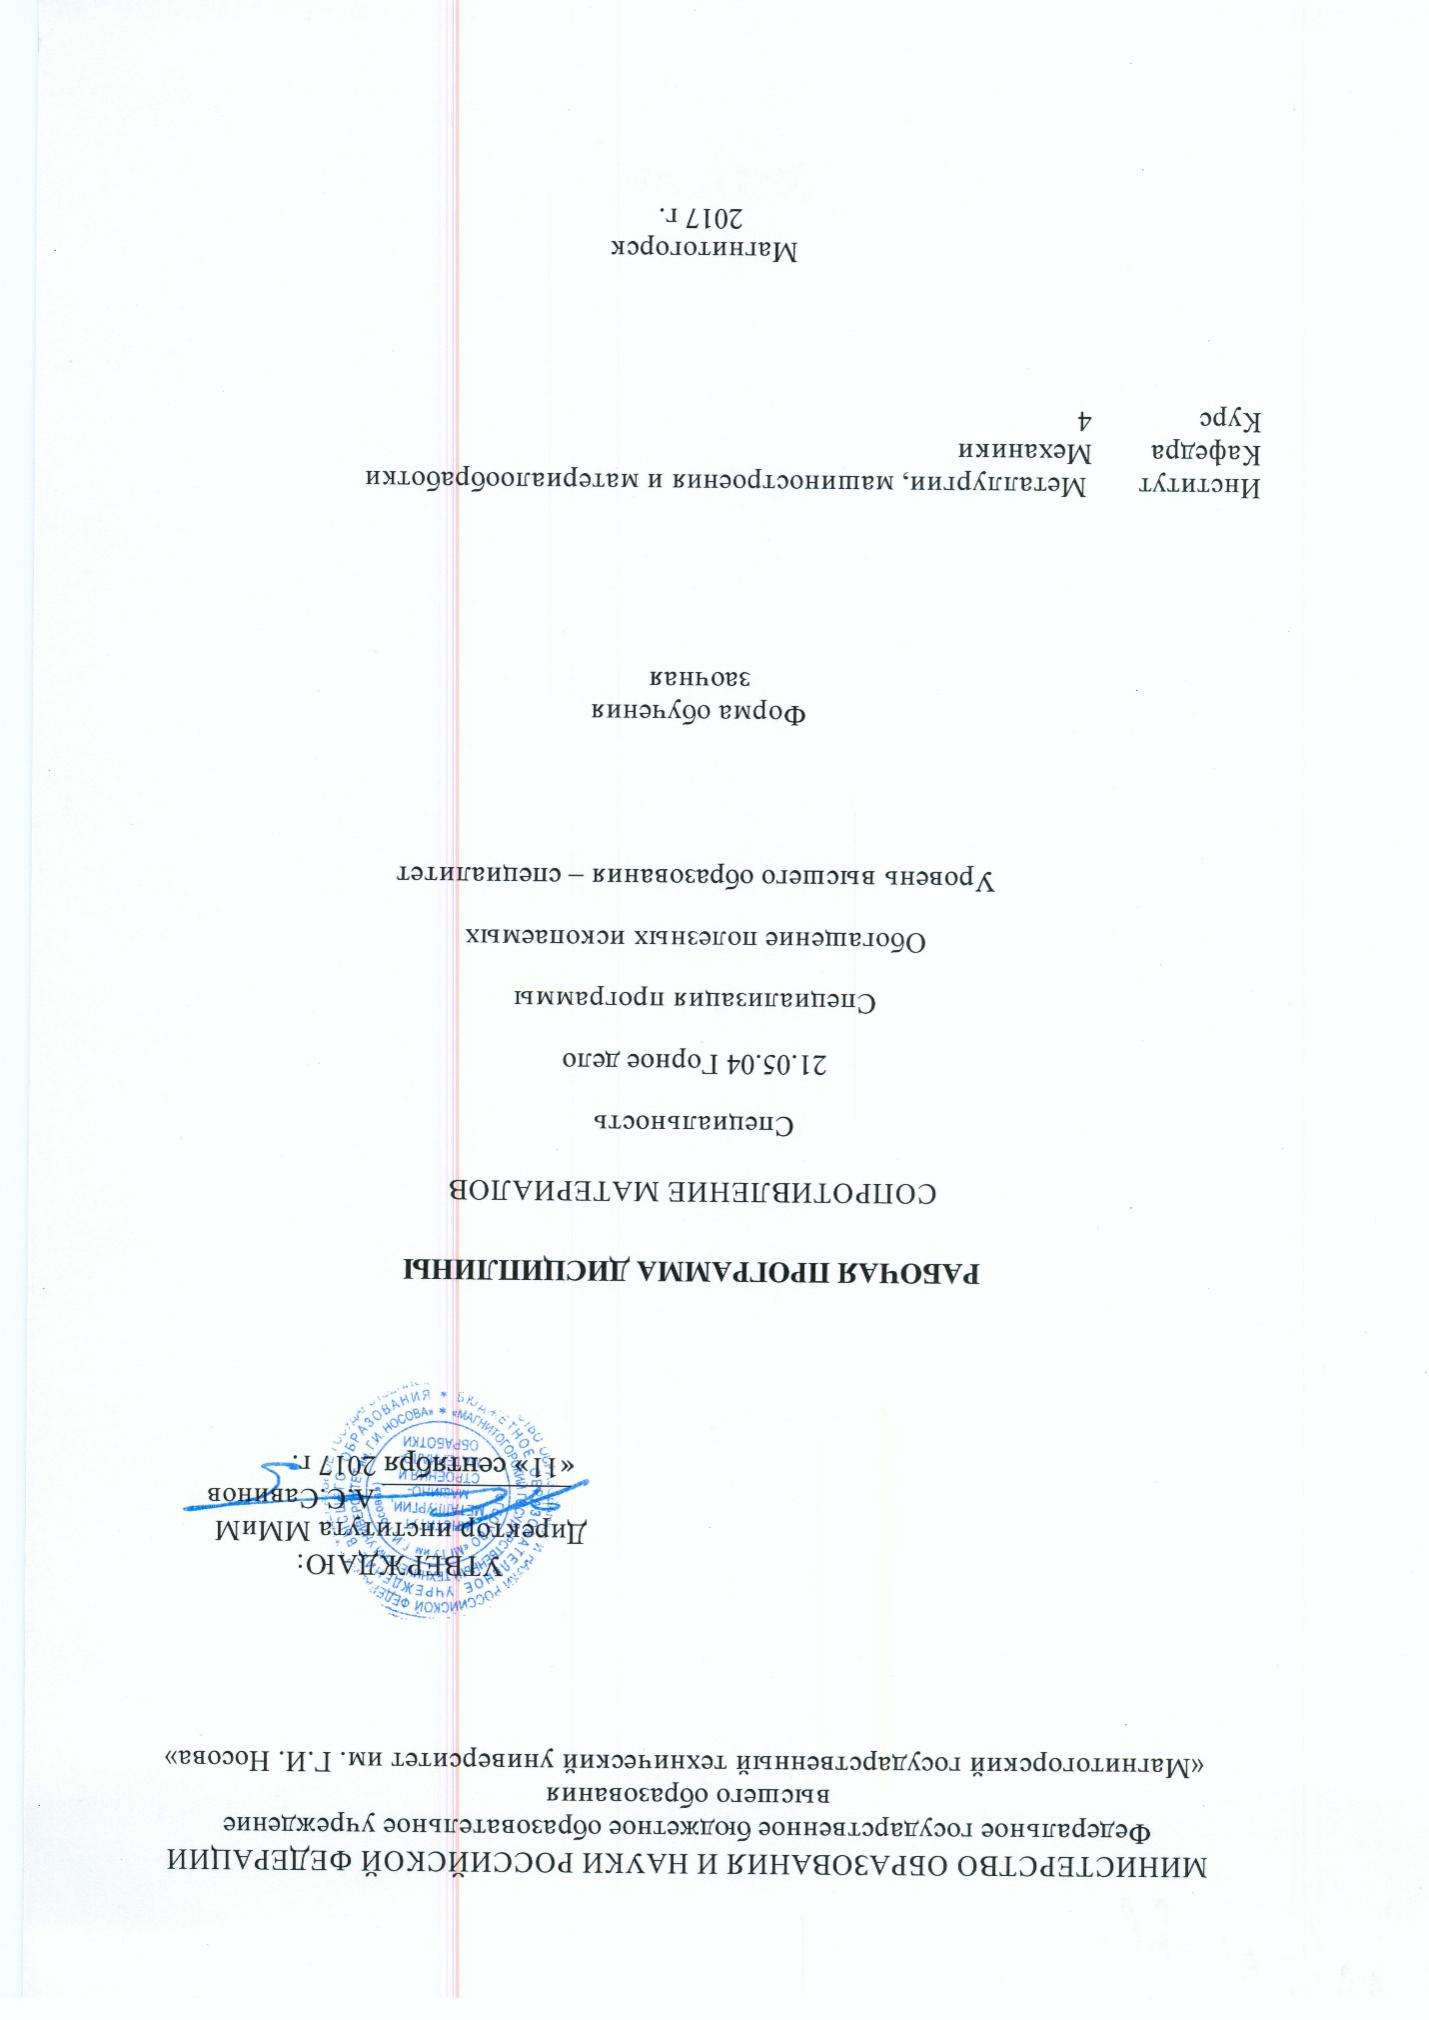 МИНИСТЕРСТВО ОБРАЗОВАНИЯ И НАУКИ РОССИЙСКОЙ ФЕДЕРАЦИИ
Федеральное государственное бюджетное образовательное учреждение
высшего образования
«Магнитогорский государственный технический университет им. Г.И. Носова»
УТВЕРЖДАЮ:
Директор института ММиМ
А.С.Савинов
«11» сентября 2017 г.
РАБОЧАЯ ПРОГРАММА ДИСЦИПЛИНЫ
СОПРОТИВЛЕНИЕ МАТЕРИАЛОВ
Специальность
21.05.04 Горное дело
Специализация программы
Обогащение полезных ископаемых
Уровень высшего образования – специалитет
Форма обучения
заочная
Институт Металлургии, машиностроения и материалообработки
Кафедра Механики
Курс 4
Магнитогорск
2017 г.